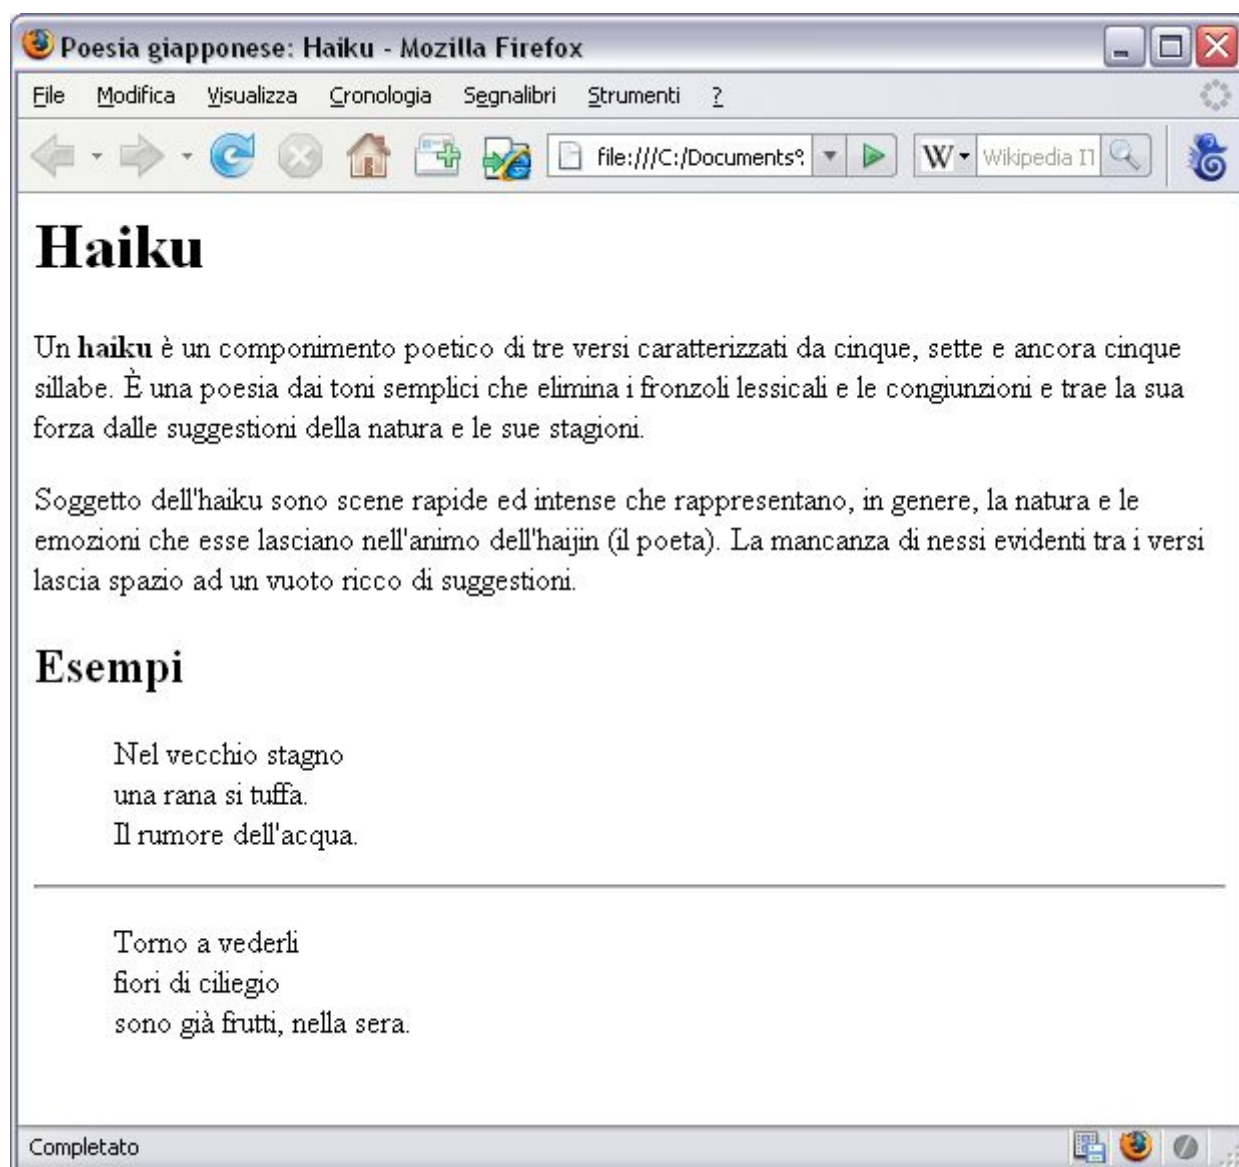 Poesia giapponese: Haiku - Mozilla Firefox
File Modifica Visualizza Cronologia Segnalibri Strumenti ?
file:///C:/Documents% W Wikipedia IT
Haiku
Un haiku è un componimento poetico di tre versi caratterizzati da cinque, sette e ancora cinque
sillabe. È una poesia dai toni semplici che elimina i fronzoli lessicali e le congiunzioni e trae la sua
forza dalle suggestioni della natura e le sue stagioni.
Soggetto dell'haiku sono scene rapide ed intense che rappresentano, in genere, la natura e le
emozioni che esse lasciano nell'animo dell'haijin (il poeta). La mancanza di nessi evidenti tra i versi
lascia spazio ad un vuoto ricco di suggestioni.
Esempi
Nel vecchio stagno
una rana si tuffa.
Il rumore dell'acqua.
Torno a vederli
fiori di ciliegio
sono già frutti, nella sera.
Completato